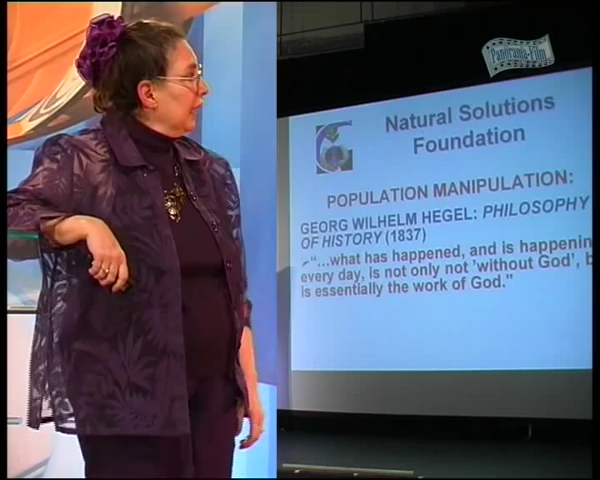 Panorama-Film
Natural Solutions
Foundation
POPULATION MANIPULATION:
GEORG WILHELM HEGEL: PHILOSOPHY
OF HISTORY (1837)
"...what has happened, and is happenin
every day, is not only not 'without God', b
is essentially the work of God."